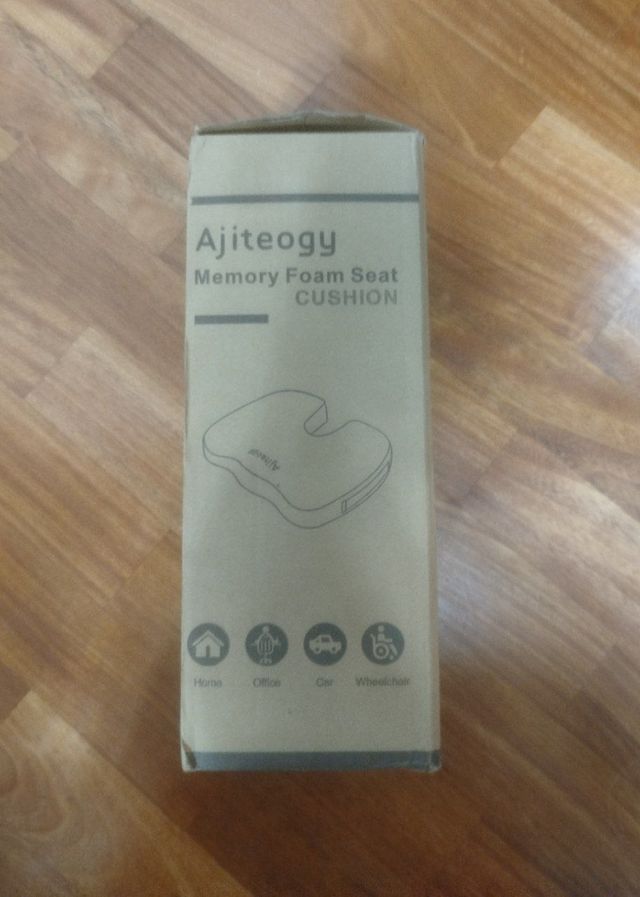 Ajiteogy
Memory Foam Seat
CUSHION
Home Office Car Wheelchair